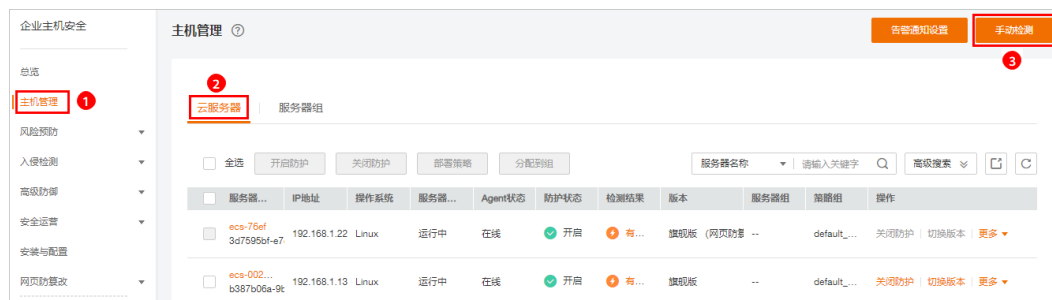 企业主机安全
主机管理 ?
告警通知设置
手动检测
3
总览
主机管理
1
2
云服务器
服务器组
风险预防
入侵检测
全选
开启防护
关闭防护
部署策略
分配到组
服务器名称
请输入关键字
高级搜索
高级防御
服务器...
IP地址
操作系统
服务器...
Agent状态
防护状态
检测结果
版本
服务器组
策略组
操作
安全运营
ecs-76ef
3d7595bf-e7
192.168.1.22
Linux
运行中
在线
开启
有...
旗舰版 (网页防
--
default_...
关闭防护
切换版本
更多
安装与配置
网页防篡改
ecs-002...
b387b06a-9b
192.168.1.13
Linux
运行中
在线
开启
有...
旗舰版
--
default_...
关闭防护
切换版本
更多